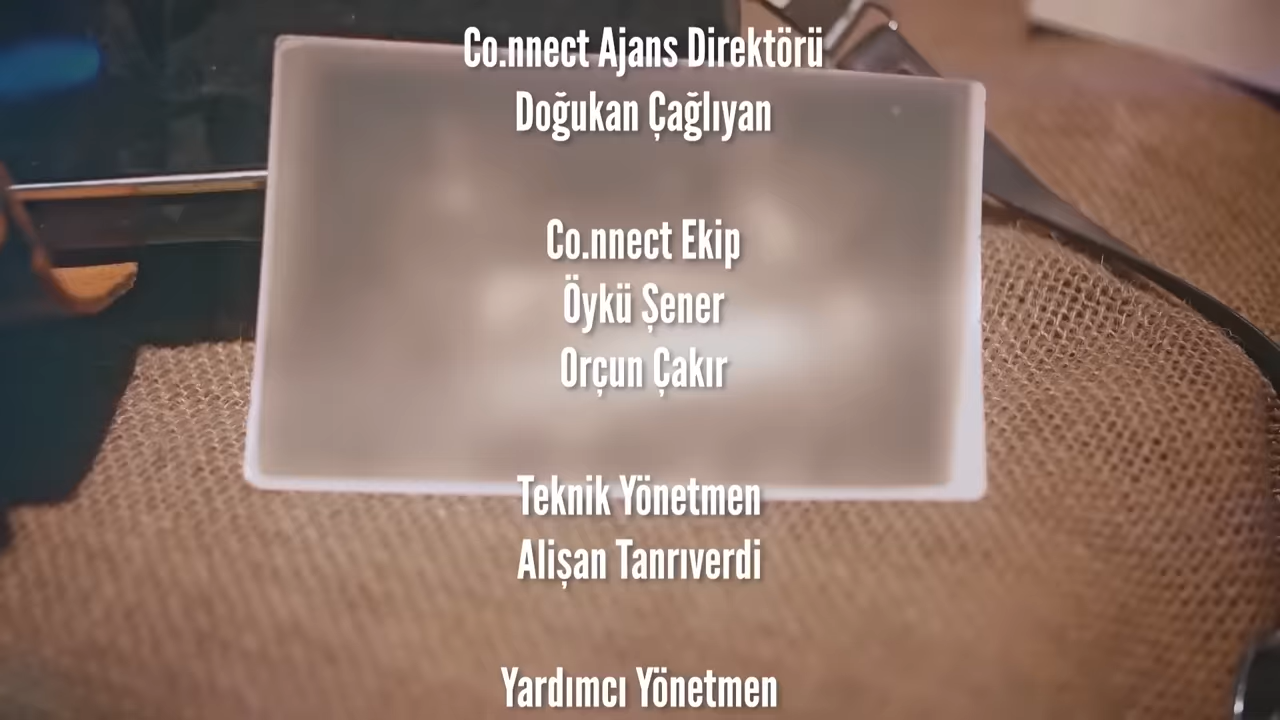 Co.nnect Ajans Direktörü
Doğukan Çağlıyan
Co.nnect Ekip
Öykü Şener
Orçun Çakır
Teknik Yönetmen
Alişan Tanrıverdi
Yardımcı Yönetmen